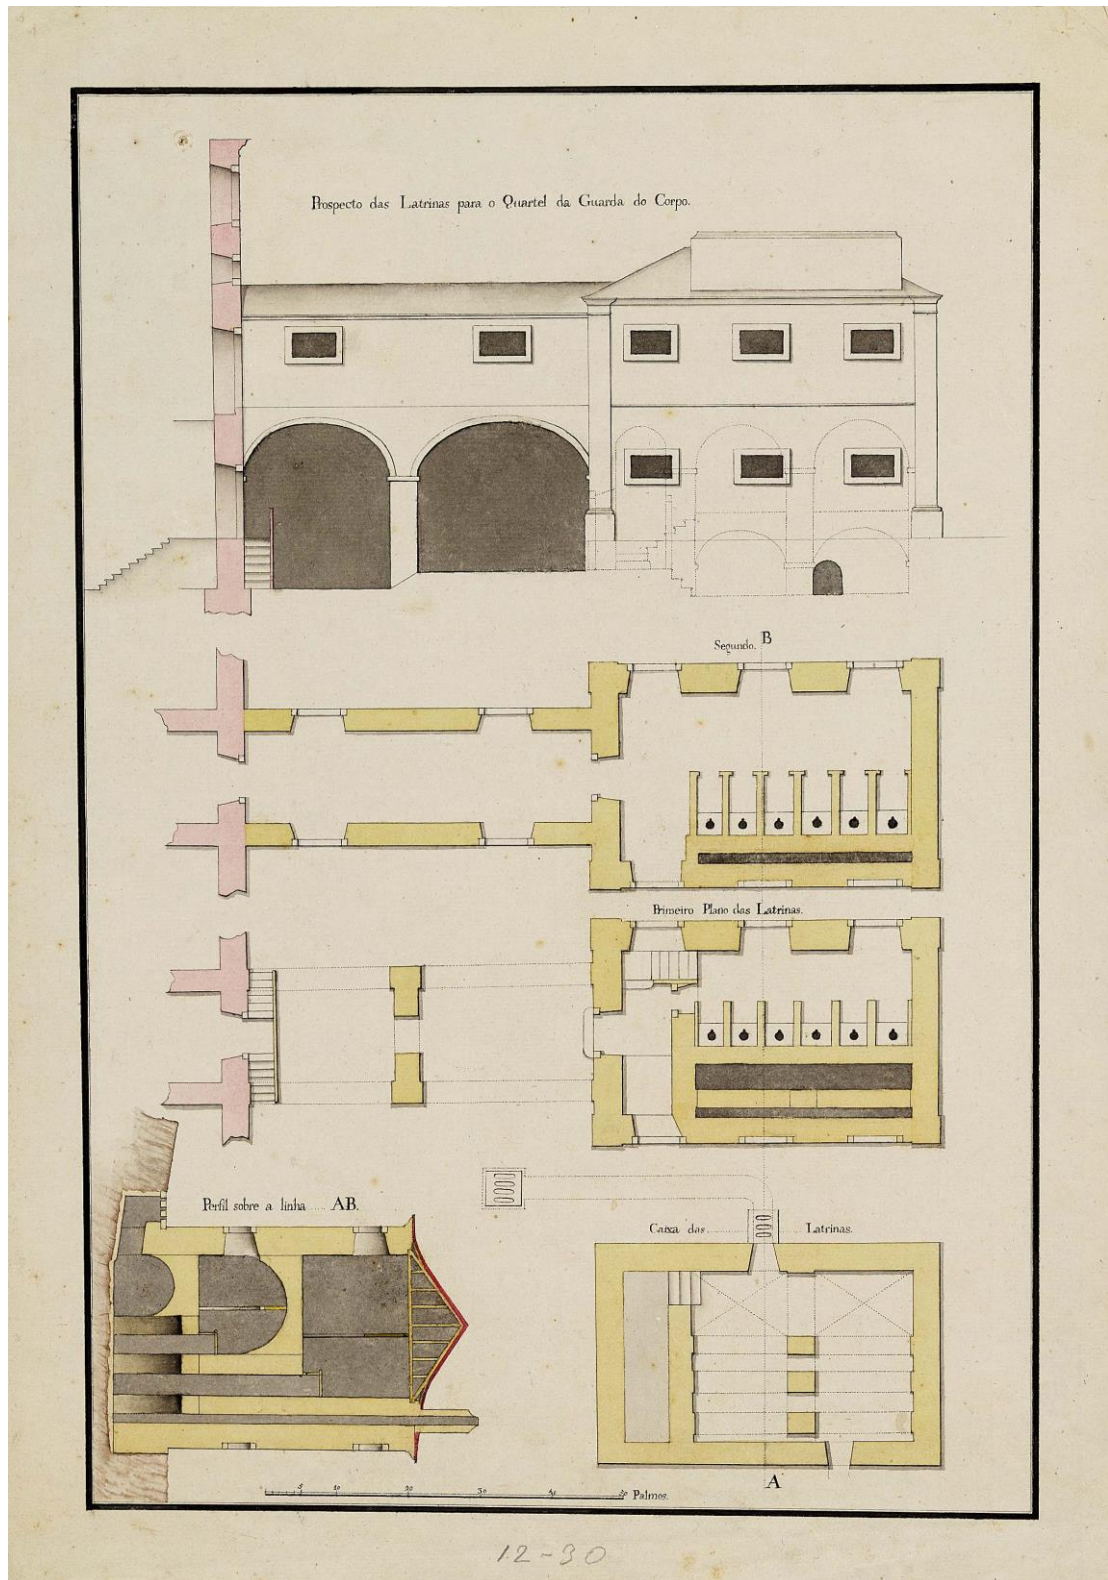 Prospecto das Latrinas para o Quartel da Guarda do Corpo.
Segundo. B
Primeiro Plano das Latrinas.
Perfil sobre a linha .... AB.
Caixa das ........ Latrinas.
A
5 10 20 30 40 50 Palmos.
12-30